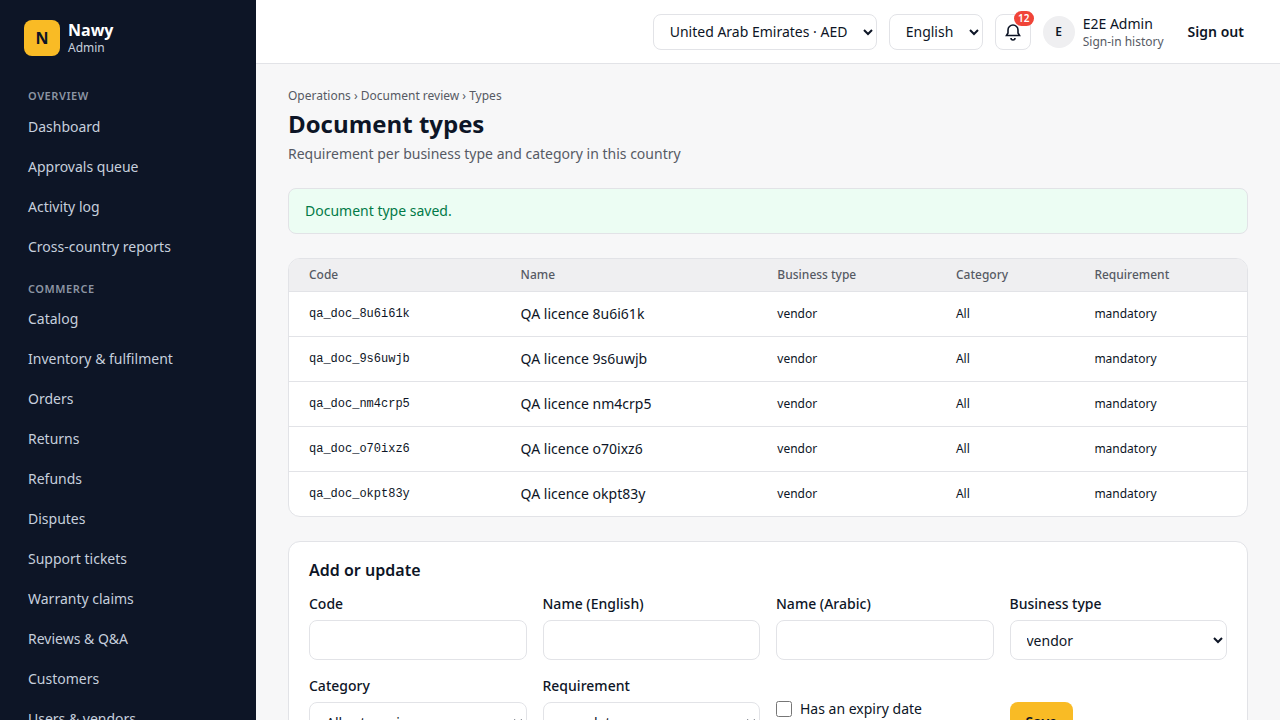 N
Nawy
Admin
OVERVIEW
Dashboard
Approvals queue
Activity log
Cross-country reports
COMMERCE
Catalog
Inventory & fulfilment
Orders
Returns
Refunds
Disputes
Support tickets
Warranty claims
Reviews & Q&A
Customers
Users & vendors
United Arab Emirates · AED
English
12
E
E2E Admin
Sign-in history
Sign out
Operations › Document review › Types
Document types
Requirement per business type and category in this country
Document type saved.
Code Name Business type Category Requirement
qa_doc_8u6i61k QA licence 8u6i61k vendor All mandatory
qa_doc_9s6uwjb QA licence 9s6uwjb vendor All mandatory
qa_doc_nm4crp5 QA licence nm4crp5 vendor All mandatory
qa_doc_o70ixz6 QA licence o70ixz6 vendor All mandatory
qa_doc_okpt83y QA licence okpt83y vendor All mandatory
Add or update
Code Name (English) Name (Arabic) Business type
vendor
Category Requirement
Has an expiry date
Save